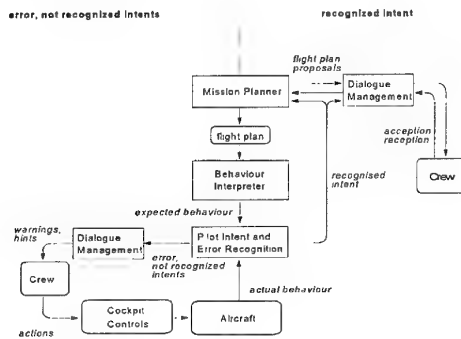 error, not recognized intents
recognized intent
flight plan
proposals
Mission Planner
Dialogue
Management
flight plan
acception
reception
Crew
Behaviour
Interpreter
recognised
intent
expected behaviour
warnings,
hints
Dialogue
Management
Pilot Intent and
Error Recognition
error,
not recognized
intents
Crew
actual behaviour
Cockpit
Controls
Aircraft
actions